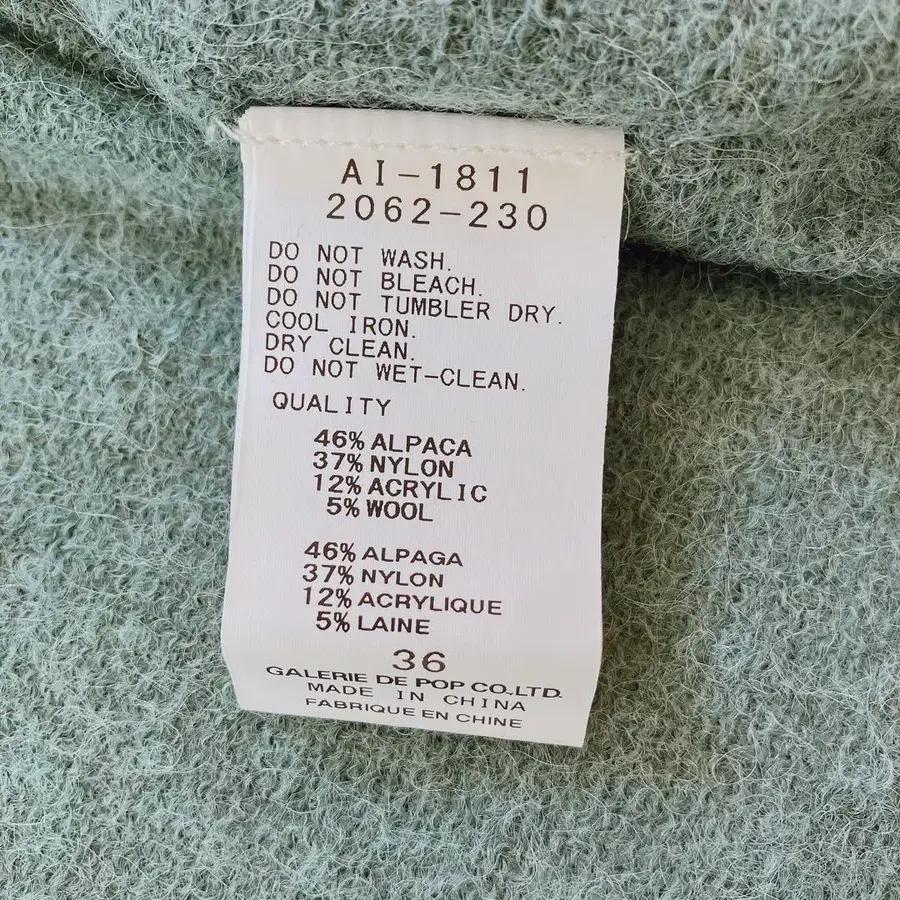 AI-1811
2062-230
DO NOT WASH.
DO NOT BLEACH.
DO NOT TUMBLER DRY.
COOL IRON.
DRY CLEAN.
DO NOT WET-CLEAN.
QUALITY
46% ALPACA
37% NYLON
12% ACRYLIC
5% WOOL
46% ALPAGA
37% NYLON
12% ACRYLIQUE
5% LAINE
36
GALERIE DE POP CO.LTD.
MADE IN CHINA
FABRIQUE EN CHINE